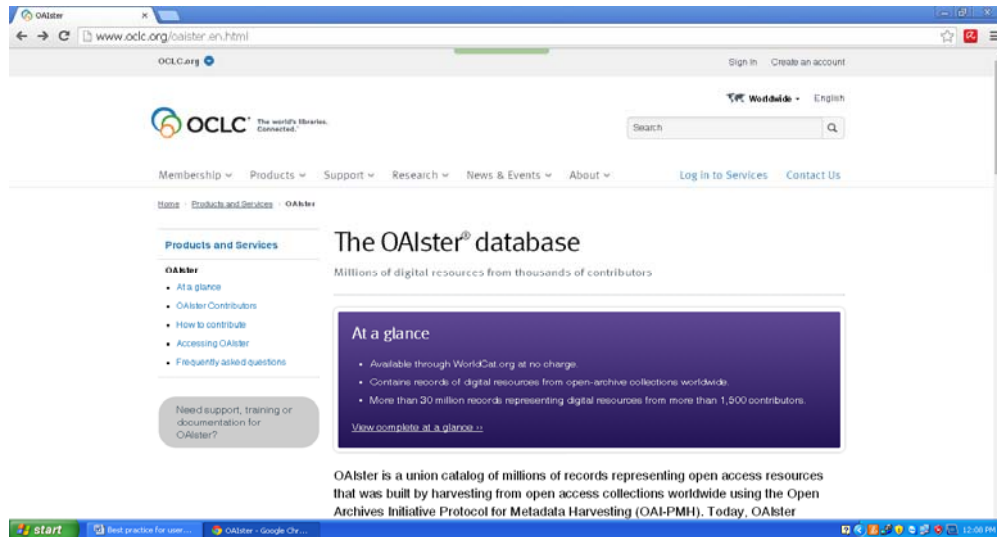 OAIster
www.oclc.org/oaister.en.html
OCLC.org
Sign in Create an account
Worldwide English
OCLC® The world's libraries. Connected.®
Search
Membership Products Support Research News & Events About Log in to Services Contact Us
Home Products and Services OAIster
Products and Services
OAIster
At a glance
OAIster Contributors
How to contribute
Accessing OAIster
Frequently asked questions
Need support, training or
documentation for
OAIster?
The OAIster® database
Millions of digital resources from thousands of contributors
At a glance
Available through WorldCat.org at no charge.
Contains records of digital resources from open-archive collections worldwide.
More than 30 million records representing digital resources from more than 1,500 contributors.
View complete at a glance ››
OAIster is a union catalog of millions of records representing open access resources
that was built by harvesting from open access collections worldwide using the Open
Archives Initiative Protocol for Metadata Harvesting (OAI-PMH). Today, OAIster
start Best practice for user... OAIster - Google Chr... 12:00 PM